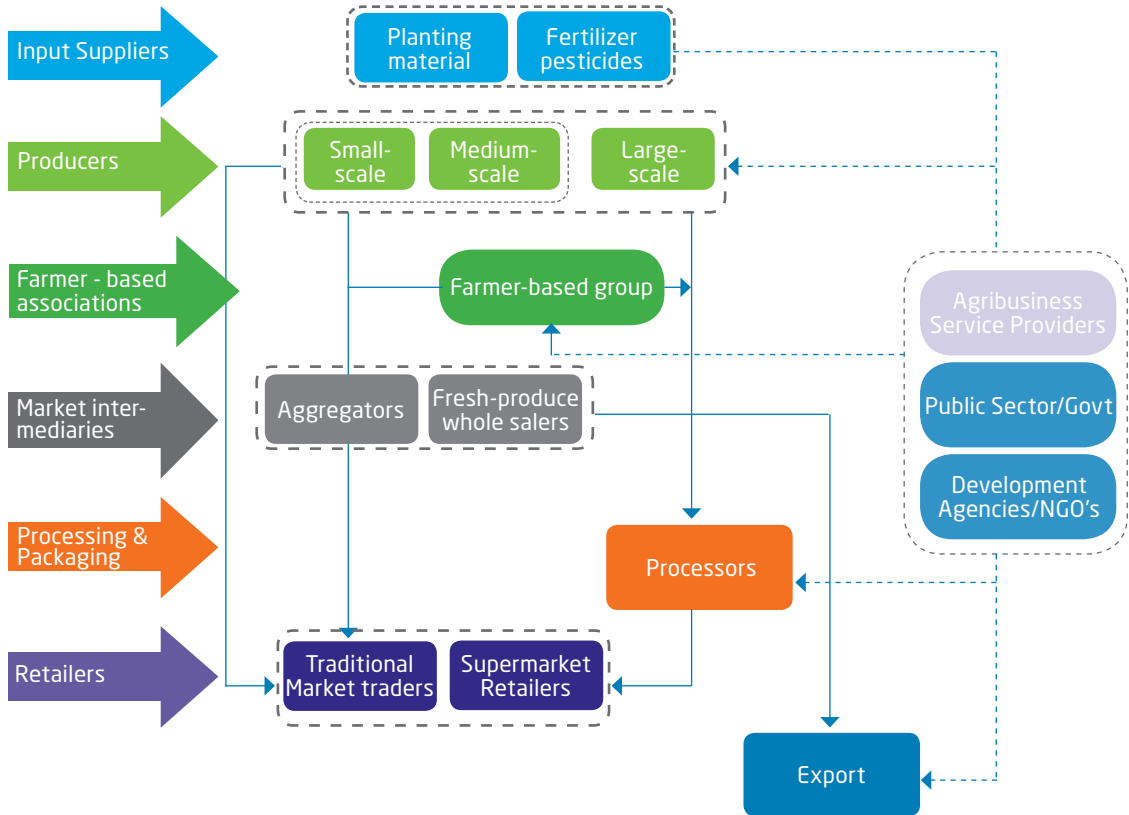 Input Suppliers
Planting
material
Fertilizer
pesticides
Producers
Small-
scale
Medium-
scale
Large-
scale
Farmer - based
associations
Farmer-based group
Agribusiness
Service Providers
Public Sector/Govt
Development
Agencies/NGO's
Market inter-
mediaries
Aggregators
Fresh-produce
whole salers
Processing &
Packaging
Processors
Retailers
Traditional
Market traders
Supermarket
Retailers
Export